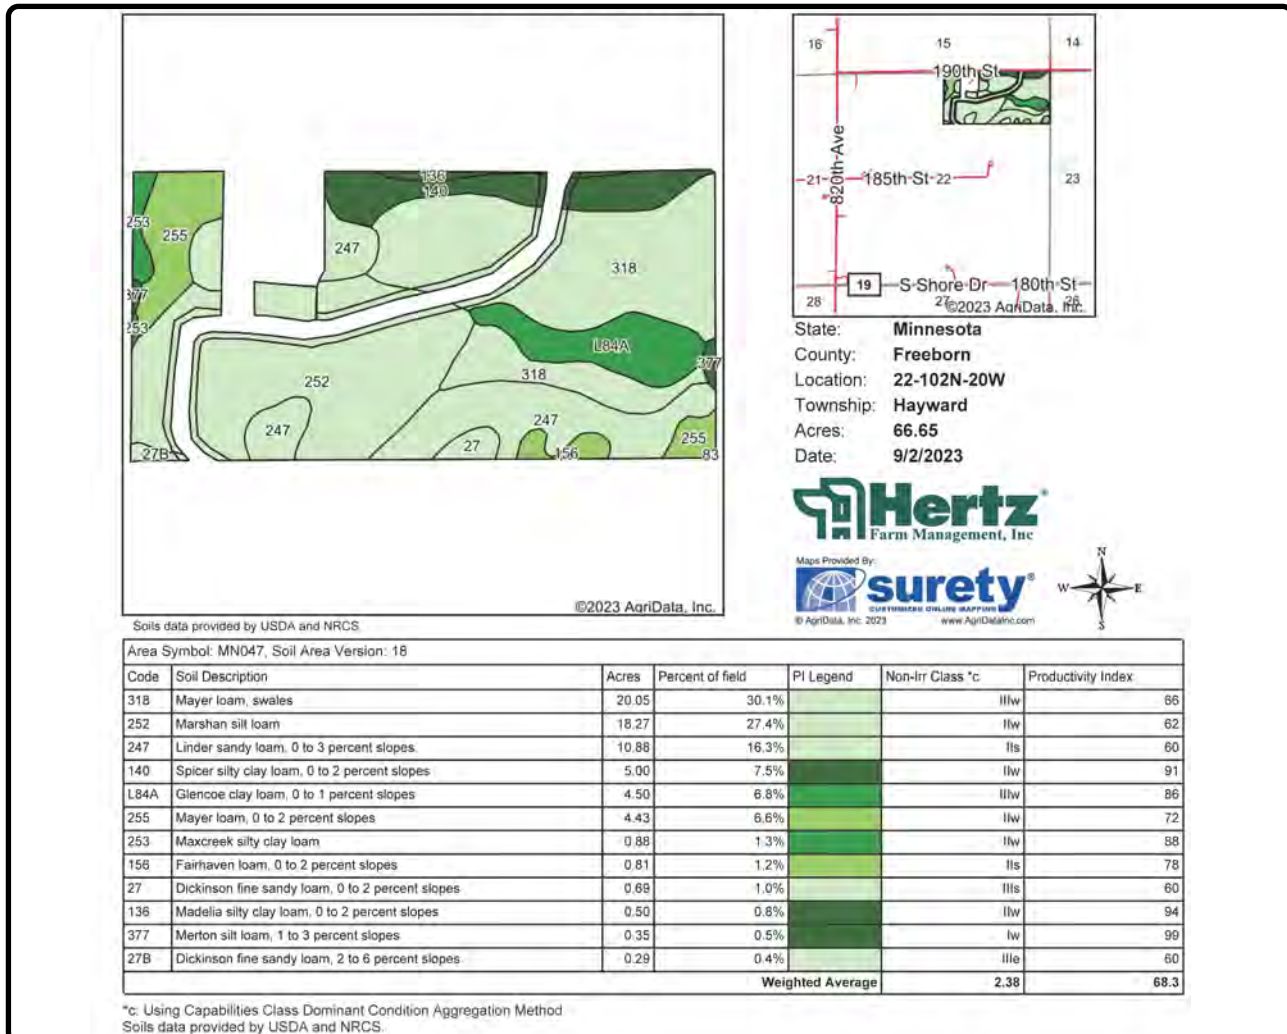 136
140
253
255
247
318
377
253
L84A
377
252
318
247
247
255
27
27B
156
83
©2023 AgriData, Inc.
Soils data provided by USDA and NRCS.
16
15
14
190th St
820th Ave
21
185th St
22
23
19
S Shore Dr
180th St
28
27
26
©2023 AgriData, Inc.
State: Minnesota
County: Freeborn
Location: 22-102N-20W
Township: Hayward
Acres: 66.65
Date: 9/2/2023
Hertz®
Farm Management, Inc
Maps Provided By:
surety®
CUSTOMIZED ONLINE MAPPING
© AgriData, Inc. 2023 www.AgriDataInc.com
N
W E
S
Area Symbol: MN047, Soil Area Version: 18
Code Soil Description Acres Percent of field PI Legend Non-Irr Class *c Productivity Index
318 Mayer loam, swales 20.05 30.1% IIIw 66
252 Marshan silt loam 18.27 27.4% IIw 62
247 Linder sandy loam, 0 to 3 percent slopes 10.88 16.3% IIs 60
140 Spicer silty clay loam, 0 to 2 percent slopes 5.00 7.5% IIw 91
L84A Glencoe clay loam, 0 to 1 percent slopes 4.50 6.8% IIIw 86
255 Mayer loam, 0 to 2 percent slopes 4.43 6.6% IIw 72
253 Maxcreek silty clay loam 0.88 1.3% IIw 88
156 Fairhaven loam, 0 to 2 percent slopes 0.81 1.2% IIs 78
27 Dickinson fine sandy loam, 0 to 2 percent slopes 0.69 1.0% IIIs 60
136 Madelia silty clay loam, 0 to 2 percent slopes 0.50 0.8% IIw 94
377 Merton silt loam, 1 to 3 percent slopes 0.35 0.5% Iw 99
27B Dickinson fine sandy loam, 2 to 6 percent slopes 0.29 0.4% IIIe 60
Weighted Average 2.38 68.3
*c: Using Capabilities Class Dominant Condition Aggregation Method
Soils data provided by USDA and NRCS.